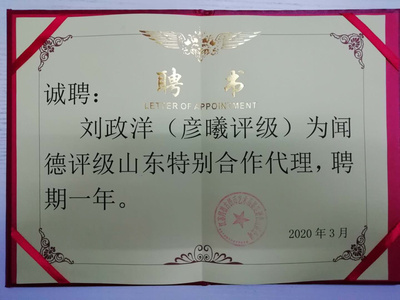 聘书
LETTER OF APPOINTMENT
诚聘：
刘政洋（彦曦评级）为闻
德评级山东特别合作代理，聘
期一年。
2020年3月